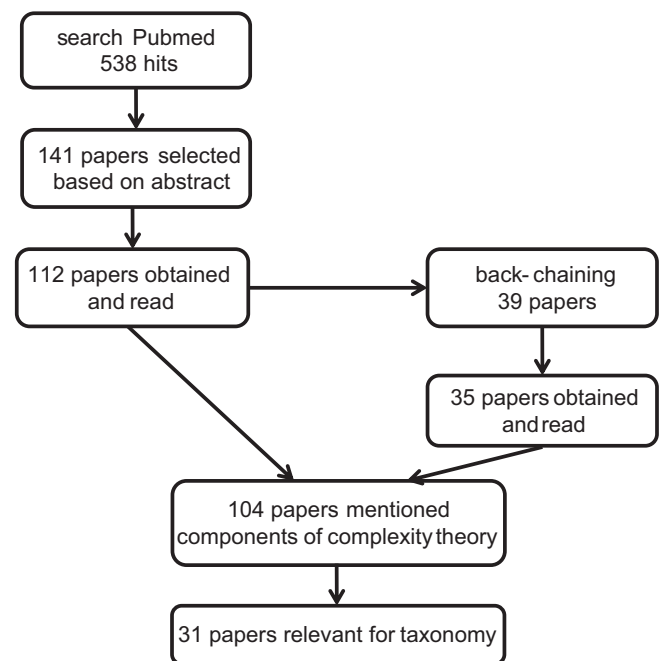 search Pubmed
538 hits
141 papers selected
based on abstract
112 papers obtained
and read
back- chaining
39 papers
35 papers obtained
and read
104 papers mentioned
components of complexity theory
31 papers relevant for taxonomy